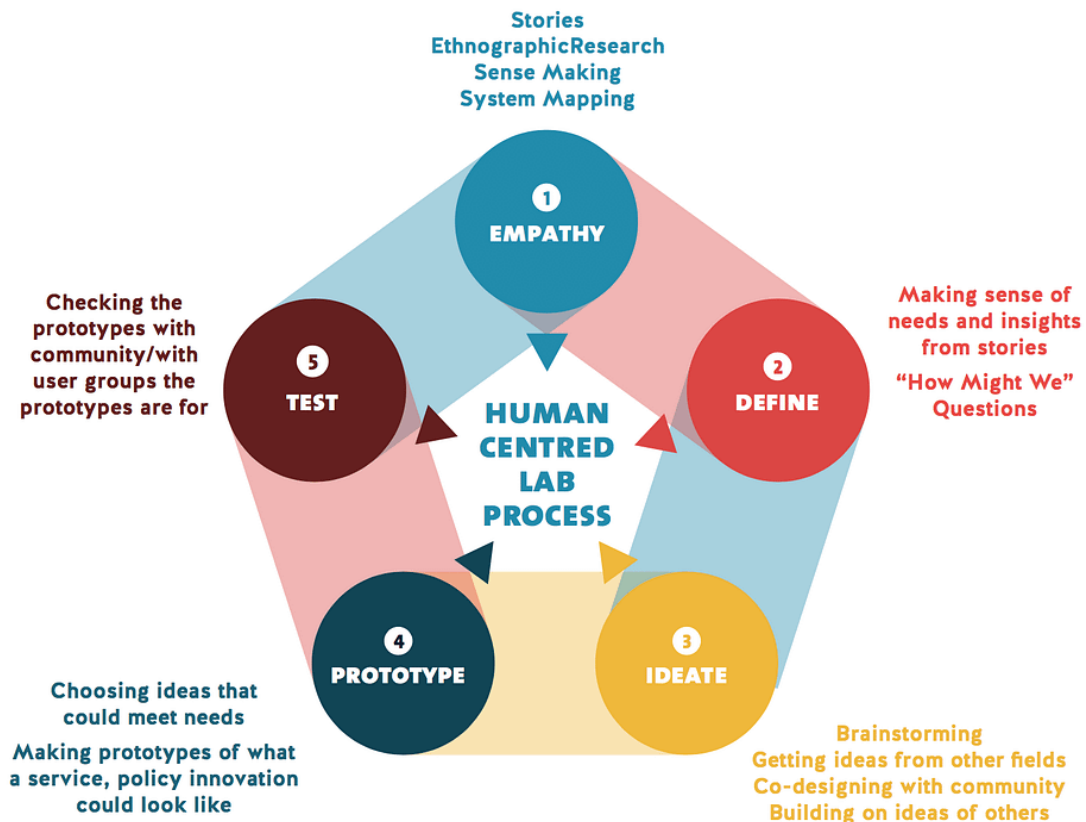 Stories
EthnographicResearch
Sense Making
System Mapping
1
EMPATHY
Making sense of
needs and insights
from stories
“How Might We”
Questions
2
DEFINE
3
IDEATE
Brainstorming
Getting ideas from other fields
Co-designing with community
Building on ideas of others
4
PROTOTYPE
Choosing ideas that
could meet needs
Making prototypes of what
a service, policy innovation
could look like
5
TEST
Checking the
prototypes with
community/with
user groups the
prototypes are for
HUMAN
CENTRED
LAB
PROCESS